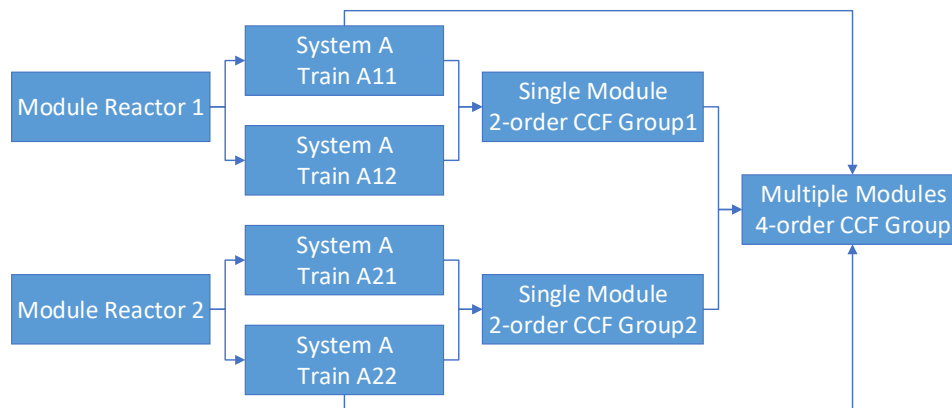 Module Reactor 1
System A
Train A11
System A
Train A12
Single Module
2-order CCF Group1
Module Reactor 2
System A
Train A21
System A
Train A22
Single Module
2-order CCF Group2
Multiple Modules
4-order CCF Group